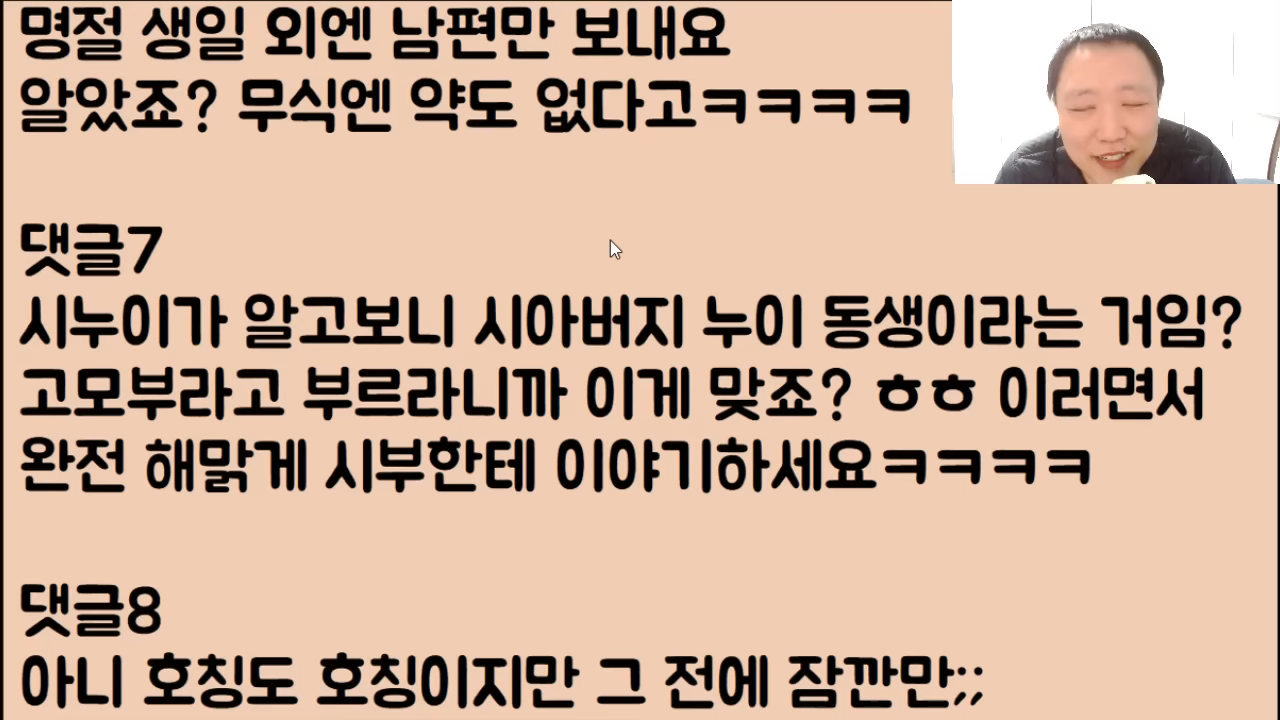 명절 생일 외엔 남편만 보내요
알았죠? 무식엔 약도 없다고ㅋㅋㅋㅋ
댓글7
시누이가 알고보니 시아버지 누이 동생이라는 거임?
고모부라고 부르라니까 이게 맞죠? ㅎㅎ 이러면서
완전 해맑게 시부한테 이야기하세요ㅋㅋㅋㅋ
댓글8
아니 호칭도 호칭이지만 그 전에 잠깐만;;